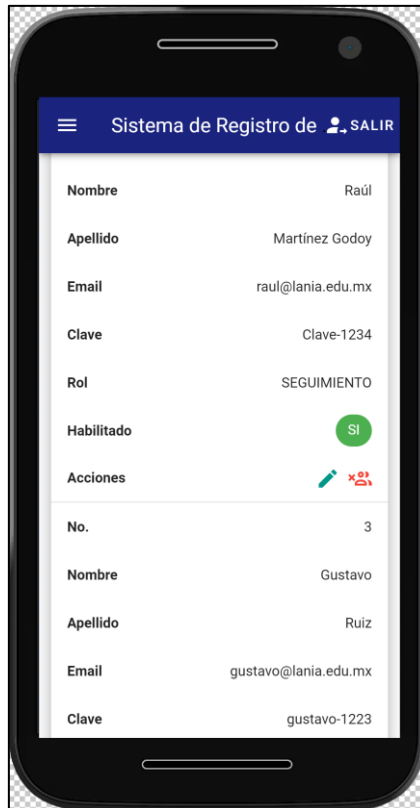 Sistema de Registro de SALIR
Nombre Raúl
Apellido Martínez Godoy
Email raul@lania.edu.mx
Clave Clave-1234
Rol SEGUIMIENTO
Habilitado SI
Acciones
No. 3
Nombre Gustavo
Apellido Ruiz
Email gustavo@lania.edu.mx
Clave gustavo-1223